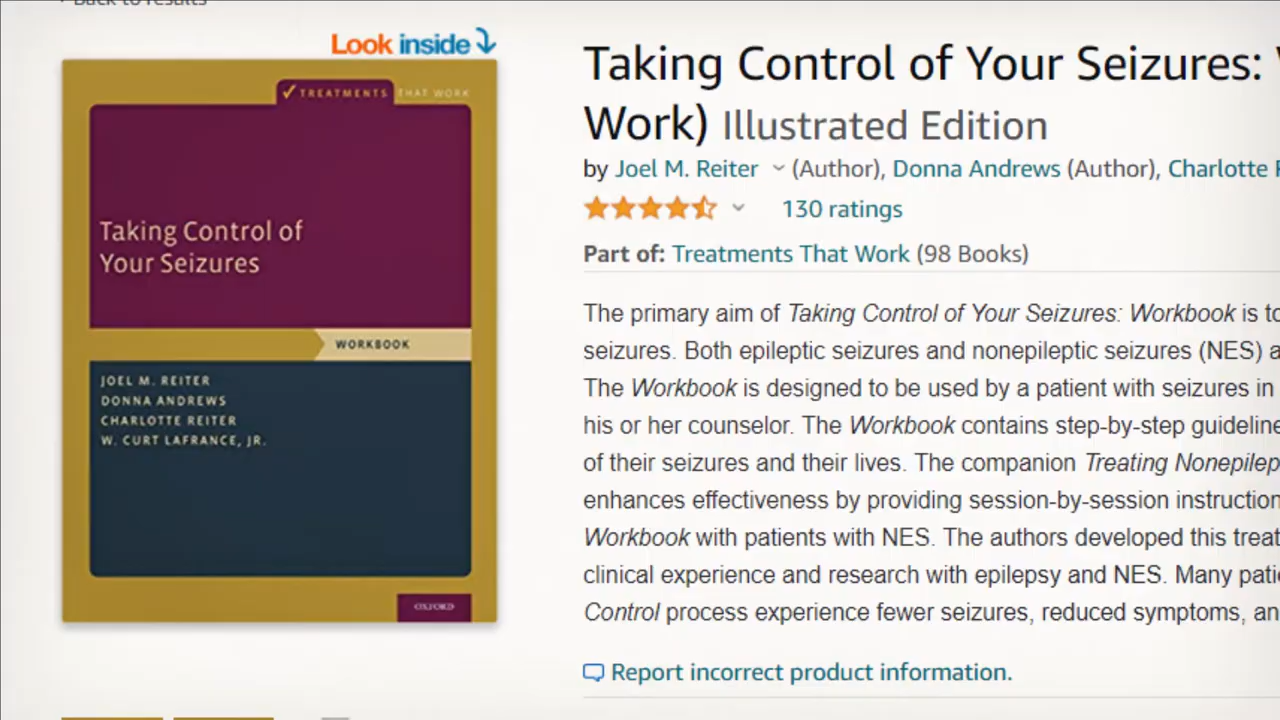 Back to results
Look inside
TREATMENTS THAT WORK
Taking Control of
Your Seizures
WORKBOOK
JOEL M. REITER
DONNA ANDREWS
CHARLOTTE REITER
W. CURT LAFRANCE, JR.
OXFORD
Taking Control of Your Seizures:
Work) Illustrated Edition
by Joel M. Reiter (Author), Donna Andrews (Author), Charlotte
130 ratings
Part of: Treatments That Work (98 Books)
The primary aim of Taking Control of Your Seizures: Workbook is
seizures. Both epileptic seizures and nonepileptic seizures (NES)
The Workbook is designed to be used by a patient with seizures in
his or her counselor. The Workbook contains step-by-step guideline
of their seizures and their lives. The companion Treating Nonepilep
enhances effectiveness by providing session-by-session instruction
Workbook with patients with NES. The authors developed this treat
clinical experience and research with epilepsy and NES. Many pati
Control process experience fewer seizures, reduced symptoms, an
Report incorrect product information.